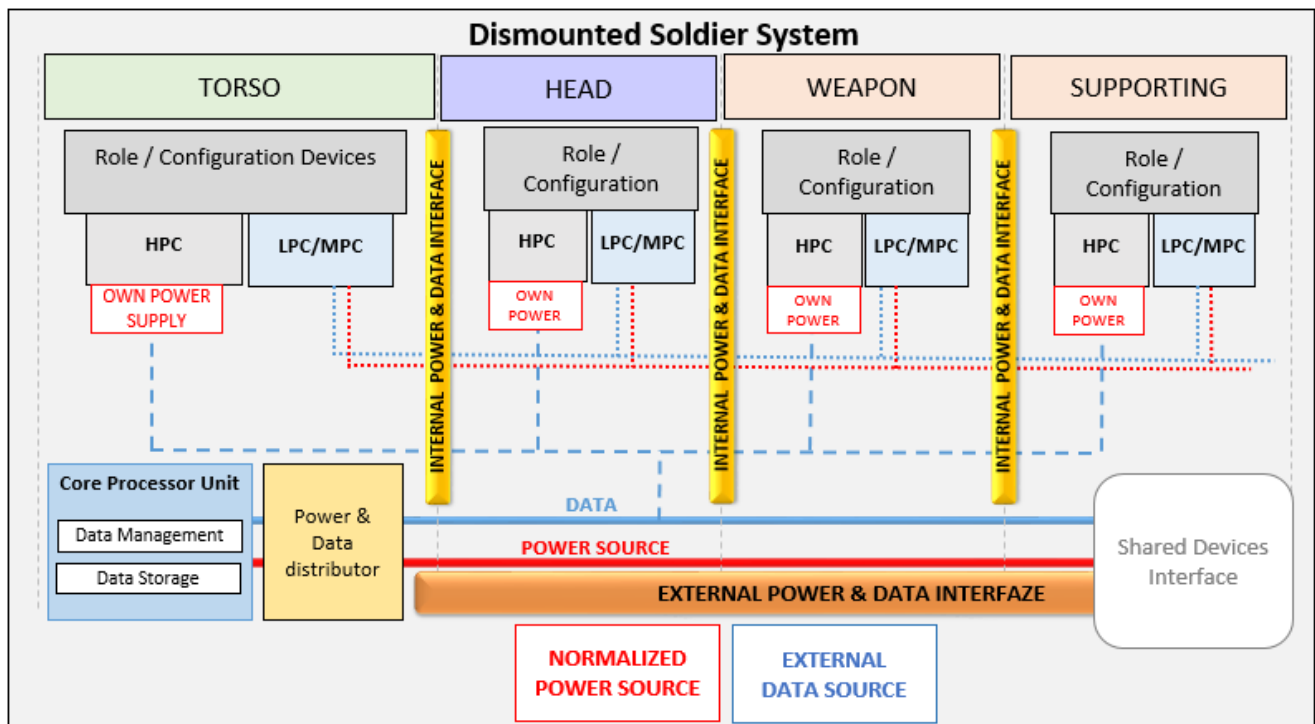 Dismounted Soldier System
TORSO
HEAD
WEAPON
SUPPORTING
Role / Configuration Devices
HPC
LPC/MPC
OWN POWER
SUPPLY
INTERNAL POWER & DATA INTERFACE
Role /
Configuration
HPC
LPC/MPC
OWN
POWER
INTERNAL POWER & DATA INTERFACE
Role /
Configuration
HPC
LPC/MPC
OWN
POWER
INTERNAL POWER & DATA INTERFACE
Role /
Configuration
HPC
LPC/MPC
OWN
POWER
Core Processor Unit
Data Management
Data Storage
Power &
Data
distributor
DATA
POWER SOURCE
EXTERNAL POWER & DATA INTERFAZE
Shared Devices
Interface
NORMALIZED
POWER SOURCE
EXTERNAL
DATA SOURCE